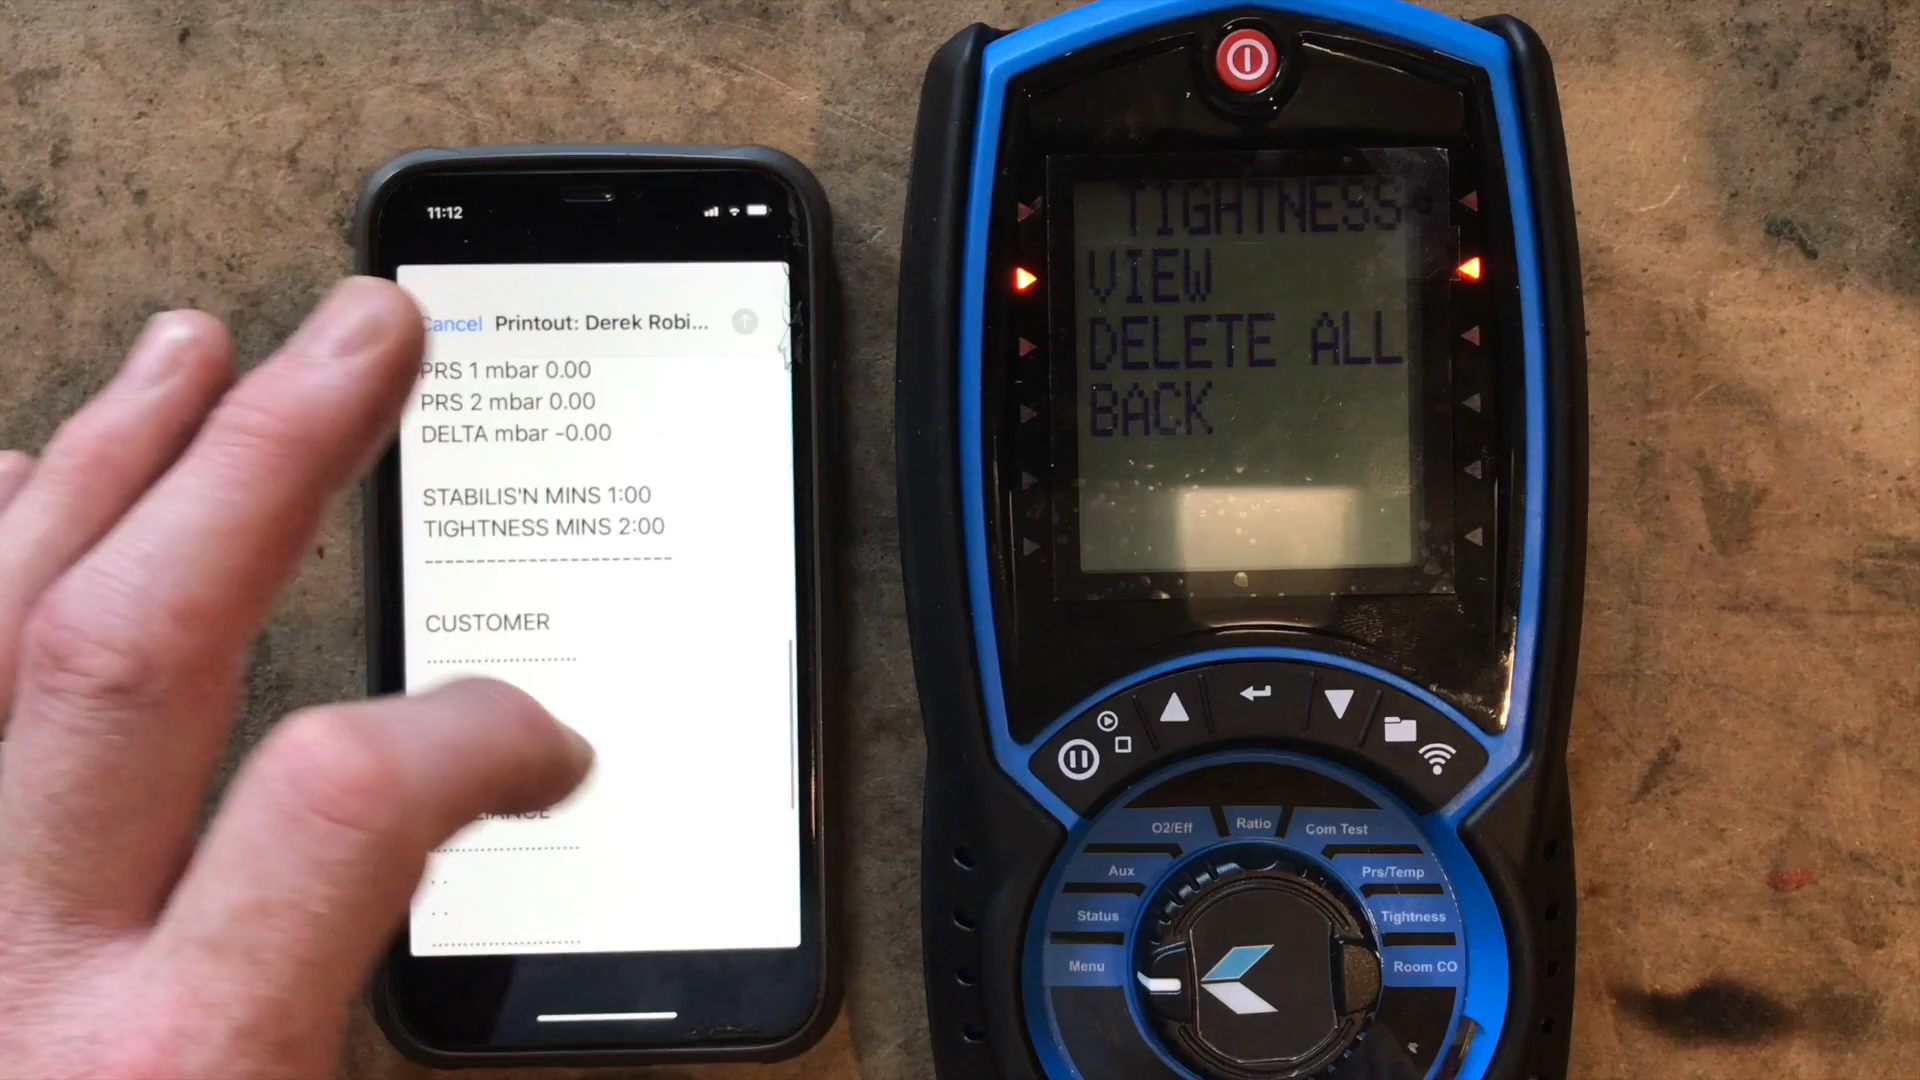 11:12
Cancel Printout: Derek Robi...
PRS 1 mbar 0.00
PRS 2 mbar 0.00
DELTA mbar -0.00
STABILIS'N MINS 1:00
TIGHTNESS MINS 2:00
CUSTOMER
TIGHTNESS
VIEW
DELETE ALL
BACK
O2/Eff
Ratio
Com Test
Aux
Prs/Temp
Status
Tightness
Menu
Room CO